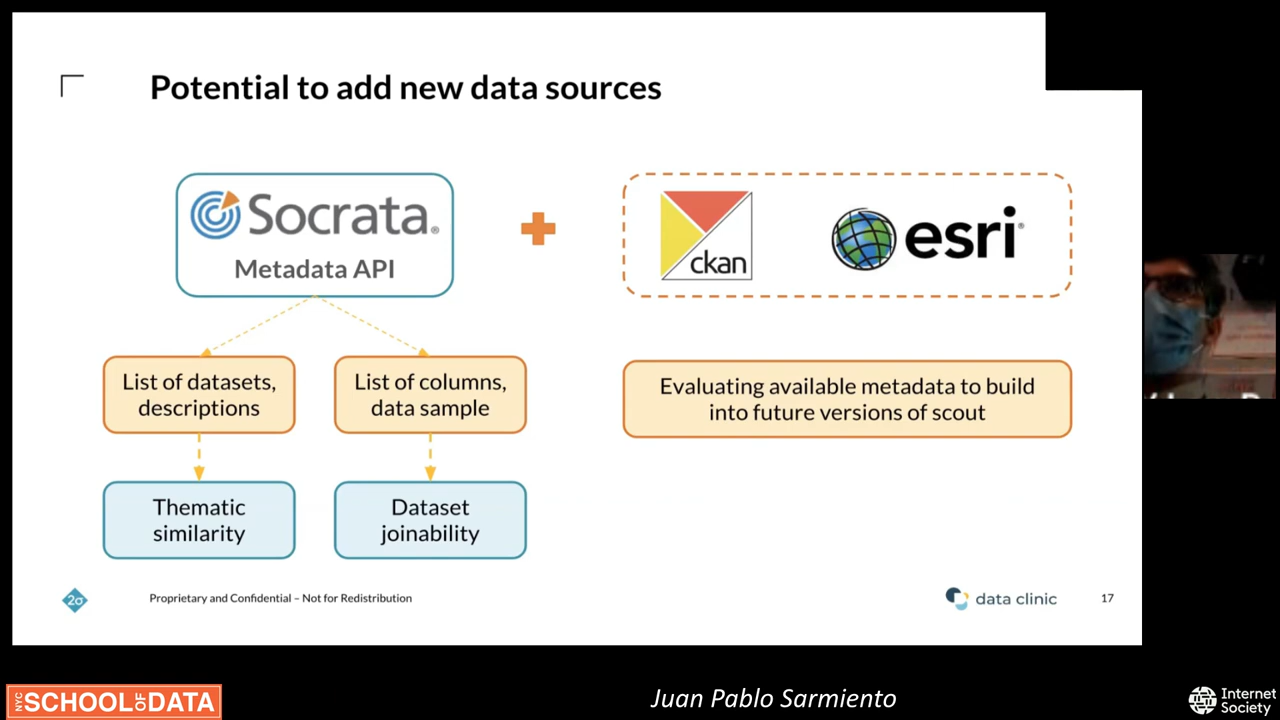 Potential to add new data sources
Socrata®
Metadata API
ckan
esri®
List of datasets,
descriptions
List of columns,
data sample
Evaluating available metadata to build
into future versions of scout
Thematic
similarity
Dataset
joinability
2σ
Proprietary and Confidential – Not for Redistribution
data clinic
17
NYC SCHOOL OF DATA
Juan Pablo Sarmiento
Internet
Society